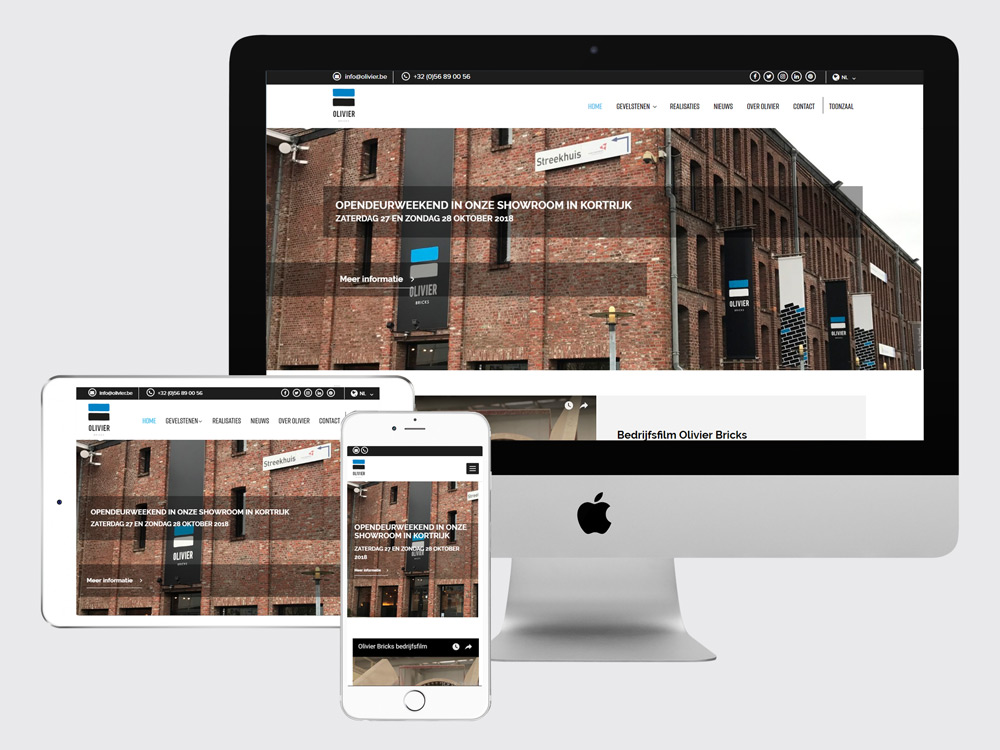 info@olivier.be
+32 (0)56 89 00 56
NL
OLIVIER
BRICKS
HOME GEVELSTENEN REALISATIES NIEUWS OVER OLIVIER CONTACT TOONZAAL
Streekhuis
OPENDEURWEEKEND IN ONZE SHOWROOM IN KORTRIJK
ZATERDAG 27 EN ZONDAG 28 OKTOBER 2018
Meer informatie
OLIVIER
BRICKS
OLIVIER
OLIVIER
Bedrijfsfilm Olivier Bricks
info@olivier.be
+32 (0)56 89 00 56
NL
OLIVIER
HOME GEVELSTENEN REALISATIES NIEUWS OVER OLIVIER CONTACT
Streekhuis
OPENDEURWEEKEND IN ONZE SHOWROOM IN KORTRIJK
ZATERDAG 27 EN ZONDAG 28 OKTOBER 2018
OLIVIER
BRICKS
Meer informatie
OLIVIER
OPENDEURWEEKEND IN ONZE
SHOWROOM IN KORTRIJK
ZATERDAG 27 EN ZONDAG 28 OKTOBER
2018
Meer informatie
Olivier Bricks bedrijfsfilm